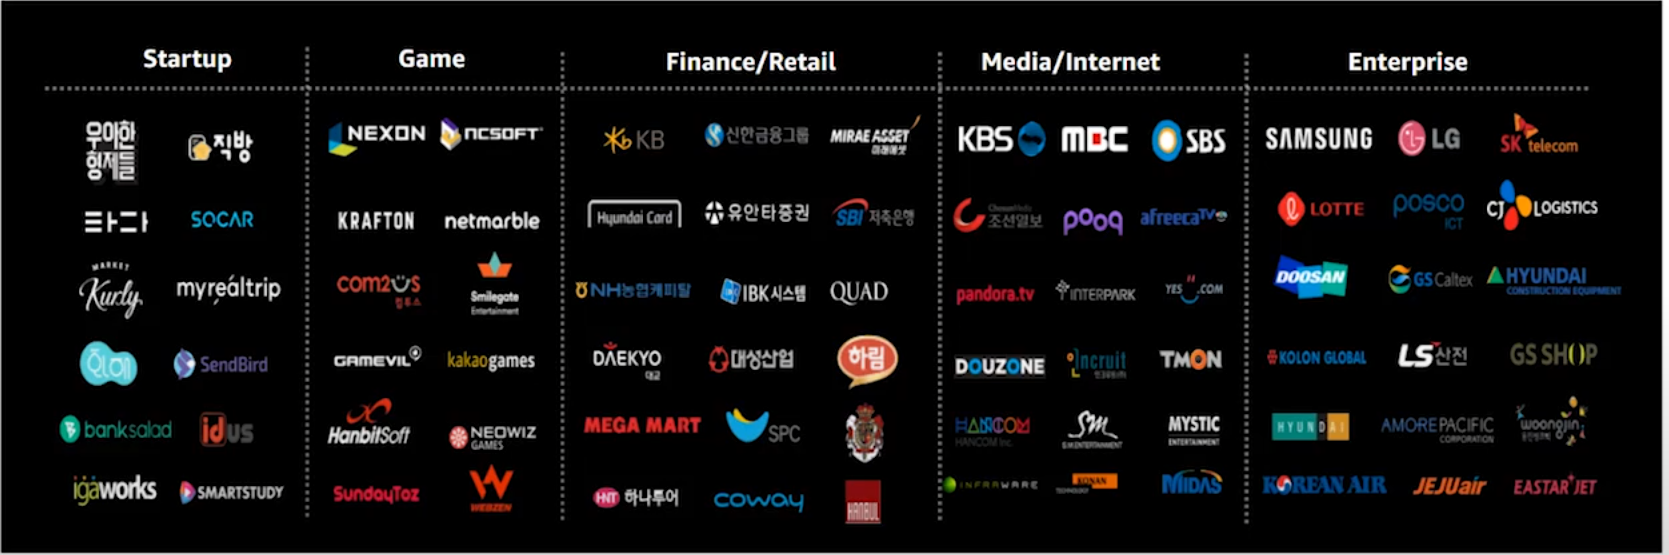 Startup
Game
Finance/Retail
Media/Internet
Enterprise
우아한
형제들
직방
타다
SOCAR
MARKET
Kurly
myrealtrip
SendBird
banksalad
idus
igaworks
SMARTSTUDY
NEXON
NCSOFT
KRAFTON
netmarble
com2uS
컴투스
Smilegate
Entertainment
GAMEVIL
kakaogames
HanbitSoft
NEOWIZ
GAMES
SundayToz
WEBZEN
KB
신한금융그룹
MIRAE ASSET
미래에셋
Hyundai Card
유안타증권
SBI 저축은행
NH농협캐피탈
IBK시스템
QUAD
DAEKYO
대교
대성산업
하림
MEGA MART
SPC
HNT 하나투어
coway
HANBUL
KBS
MBC
SBS
조선일보
pooq
afreecaTV
pandora.tv
INTERPARK
YES24.COM
DOUZONE
incruit
TMON
HANCOM
HANCOM Inc.
SM
S.M.ENTERTAINMENT
MYSTIC
ENTERTAINMENT
INFRAWARE
KONAN
TECHNOLOGY
MIDAS
SAMSUNG
LG
SK telecom
LOTTE
POSCO
ICT
CJ LOGISTICS
DOOSAN
GS Caltex
HYUNDAI
CONSTRUCTION EQUIPMENT
KOLON GLOBAL
LS산전
GS SHOP
HYUNDAI
AMOREPACIFIC
CORPORATION
woongjin
KOREAN AIR
JEJUair
EASTAR JET